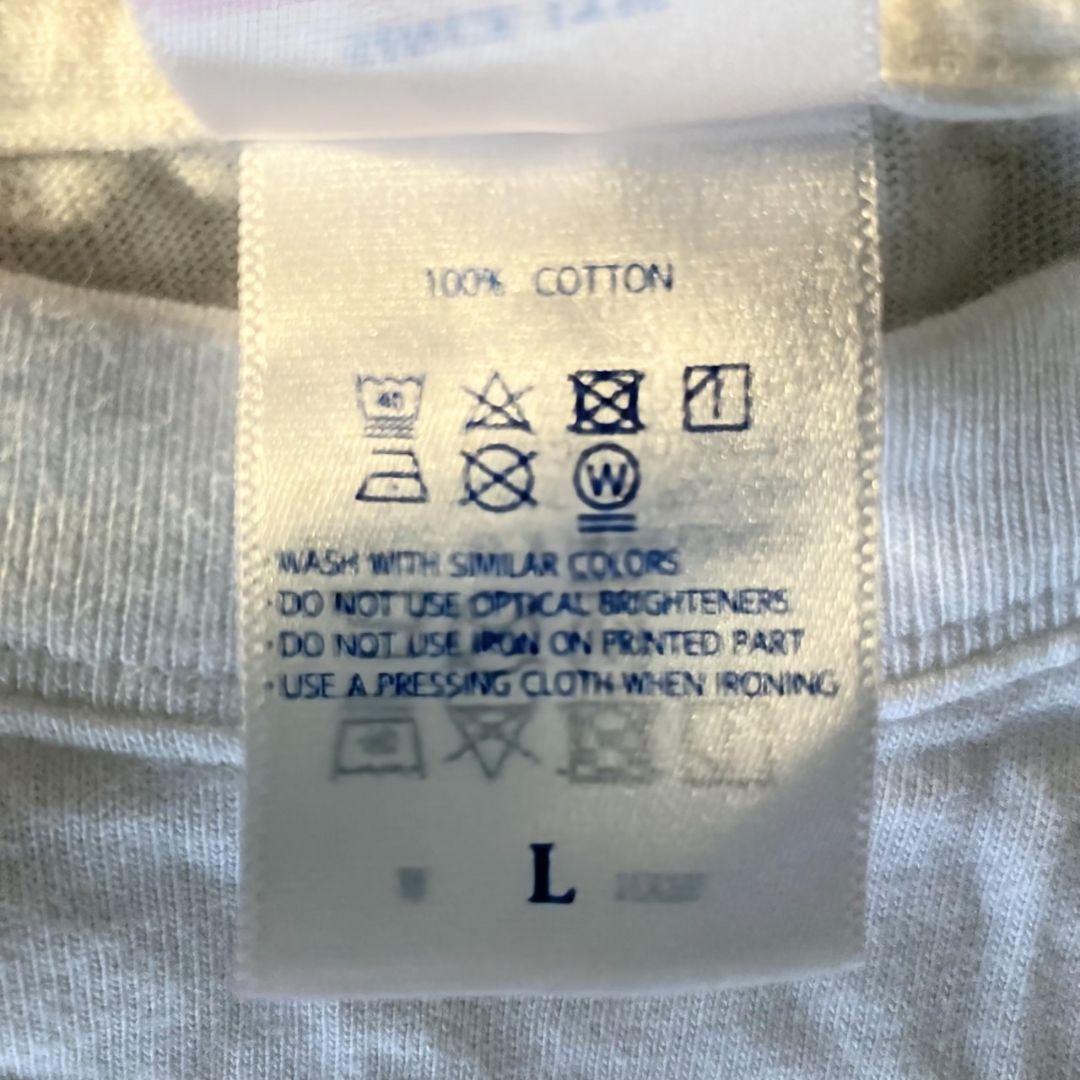 100% COTTON
40
W
WASH WITH SIMILAR COLORS
·DO NOT USE OPTICAL BRIGHTENERS
·DO NOT USE IRON ON PRINTED PART
·USE A PRESSING CLOTH WHEN IRONING
L